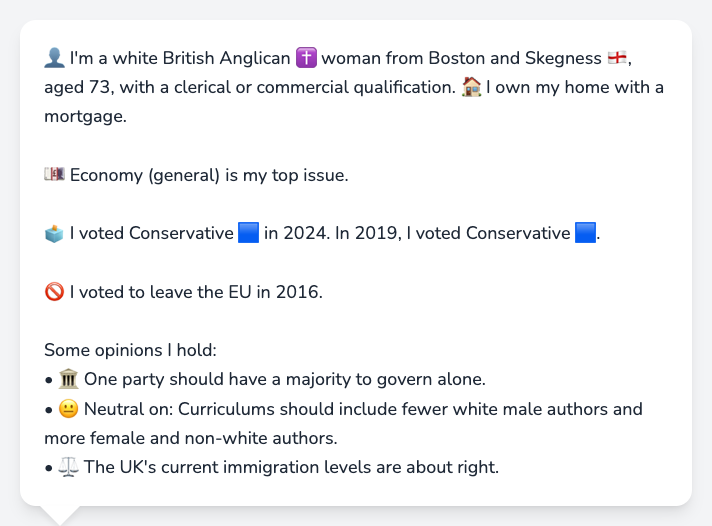 👤 I'm a white British Anglican ✝️ woman from Boston and Skegness 🏴󠁧󠁢󠁥󠁮󠁧󠁿,
aged 73, with a clerical or commercial qualification. 🏠 I own my home with a
mortgage.
💷 Economy (general) is my top issue.
🗳️ I voted Conservative 🟦 in 2024. In 2019, I voted Conservative 🟦.
🚫 I voted to leave the EU in 2016.
Some opinions I hold:
• 🏛️ One party should have a majority to govern alone.
• 😐 Neutral on: Curriculums should include fewer white male authors and
more female and non-white authors.
• ⚖️ The UK's current immigration levels are about right.